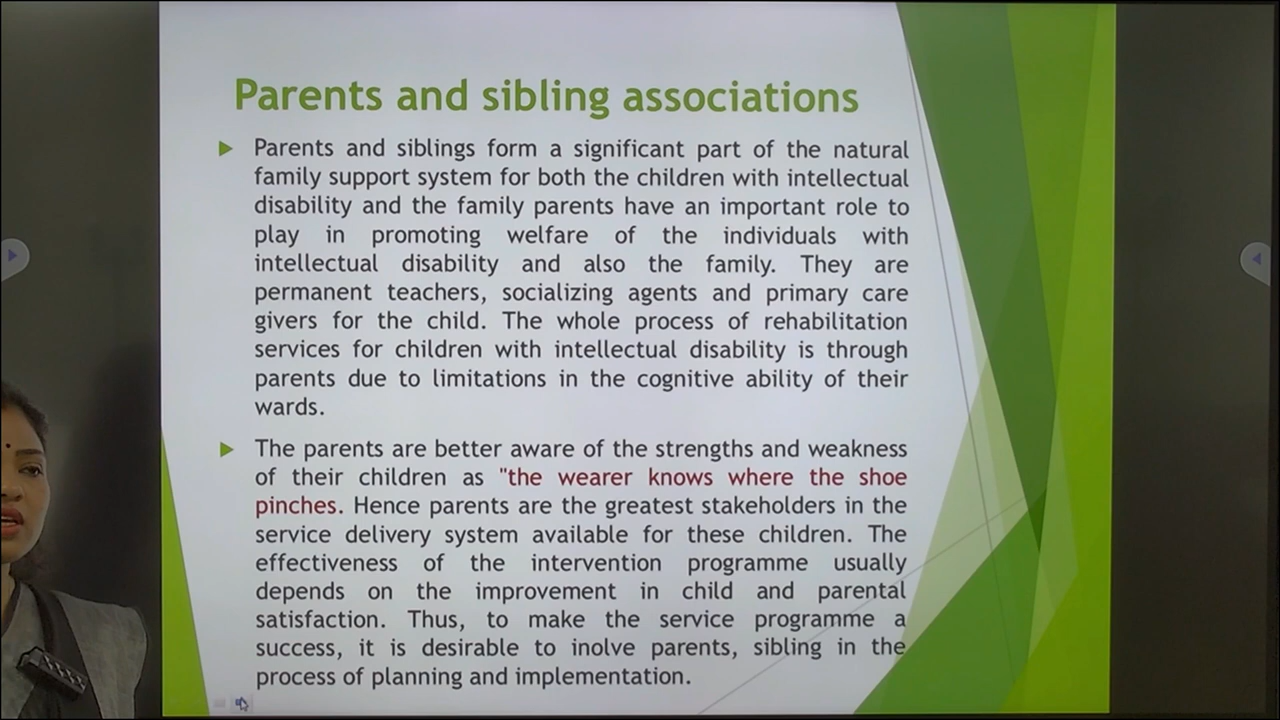 Parents and sibling associations
Parents and siblings form a significant part of the natural
family support system for both the children with intellectual
disability and the family parents have an important role to
play in promoting welfare of the individuals with
intellectual disability and also the family. They are
permanent teachers, socializing agents and primary care
givers for the child. The whole process of rehabilitation
services for children with intellectual disability is through
parents due to limitations in the cognitive ability of their
wards.
The parents are better aware of the strengths and weakness
of their children as "the wearer knows where the shoe
pinches. Hence parents are the greatest stakeholders in the
service delivery system available for these children. The
effectiveness of the intervention programme usually
depends on the improvement in child and parental
satisfaction. Thus, to make the service programme a
success, it is desirable to inolve parents, sibling in the
process of planning and implementation.